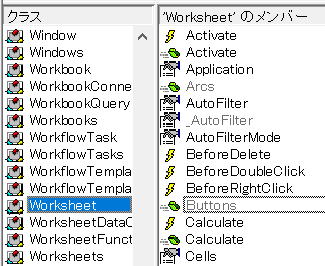 クラス
Window
Windows
Workbook
WorkbookConne
WorkbookQuery
Workbooks
WorkflowTask
WorkflowTasks
WorkflowTempla
WorkflowTempla
Worksheet
WorksheetDataC
WorksheetFunct
Worksheets
'Worksheet' のメンバー
Activate
Activate
Application
Arcs
AutoFilter
_AutoFilter
AutoFilterMode
BeforeDelete
BeforeDoubleClick
BeforeRightClick
Buttons
Calculate
Calculate
Cells